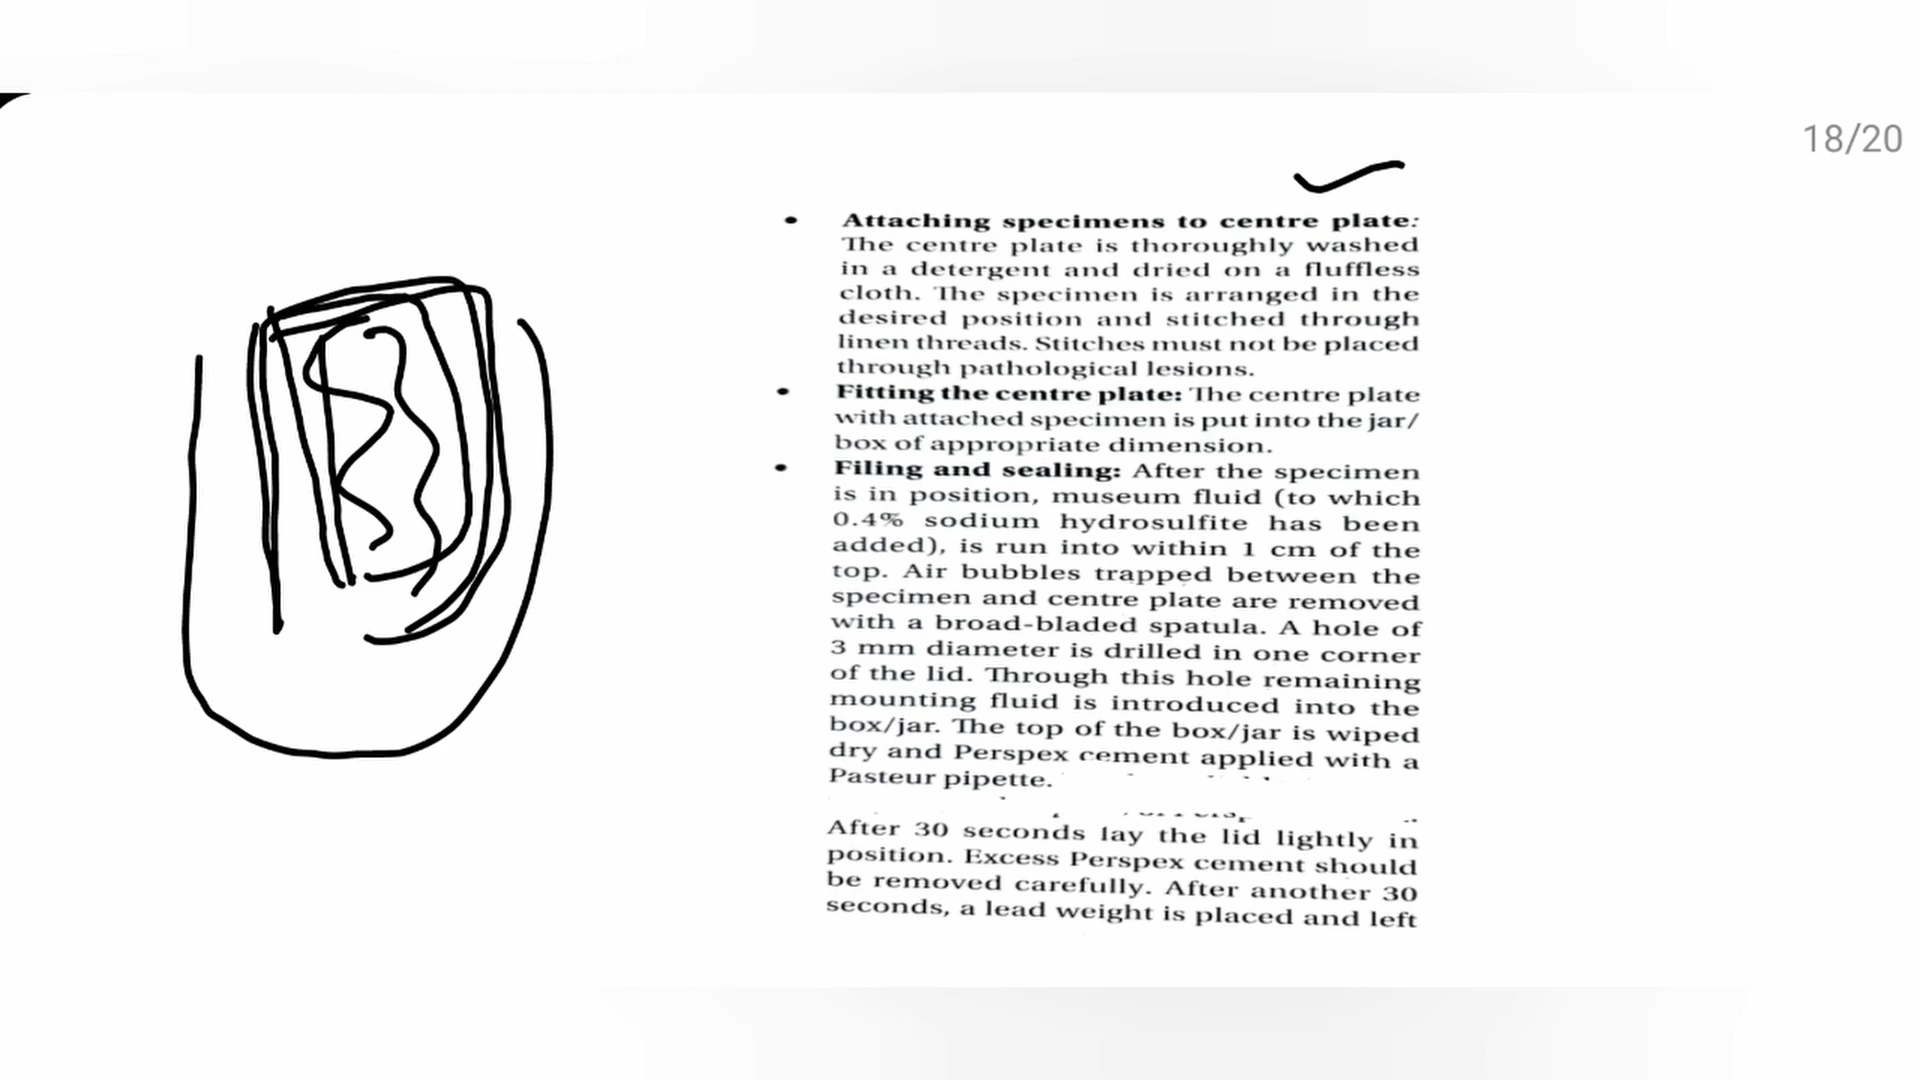 18/20
• Attaching specimens to centre plate:
The centre plate is thoroughly washed
in a detergent and dried on a fluffless
cloth. The specimen is arranged in the
desired position and stitched through
linen threads. Stitches must not be placed
through pathological lesions.
• Fitting the centre plate: The centre plate
with attached specimen is put into the jar/
box of appropriate dimension.
• Filing and sealing: After the specimen
is in position, museum fluid (to which
0.4% sodium hydrosulfite has been
added), is run into within 1 cm of the
top. Air bubbles trapped between the
specimen and centre plate are removed
with a broad-bladed spatula. A hole of
3 mm diameter is drilled in one corner
of the lid. Through this hole remaining
mounting fluid is introduced into the
box/jar. The top of the box/jar is wiped
dry and Perspex cement applied with a
Pasteur pipette.
After 30 seconds lay the lid lightly in
position. Excess Perspex cement should
be removed carefully. After another 30
seconds, a lead weight is placed and left